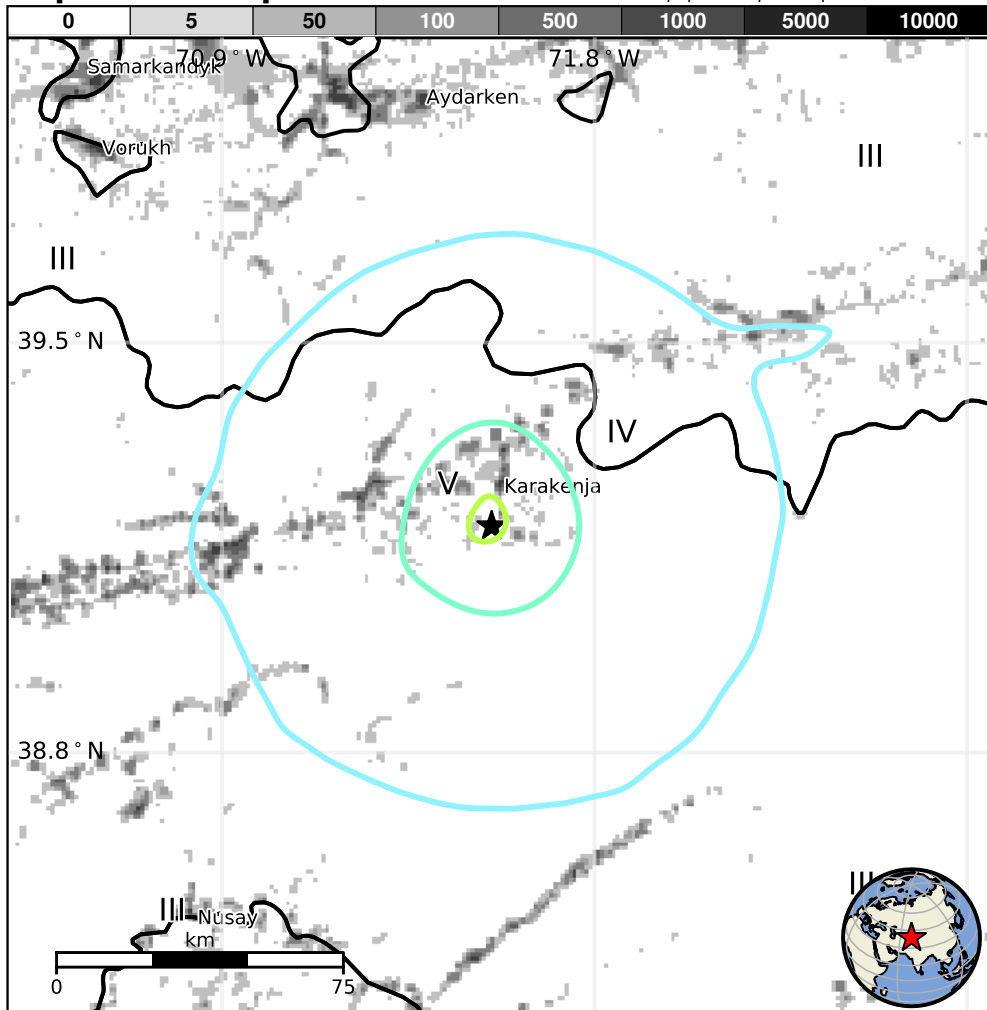 0 5 50 100 500 1000 5000 10000
70.9°W 71.8°W
Samarkandyk
Aydarken
Vorukh
III
III
39.5°N
IV
V
Karakenja
38.8°N
III
III
Nusay
km
0 75